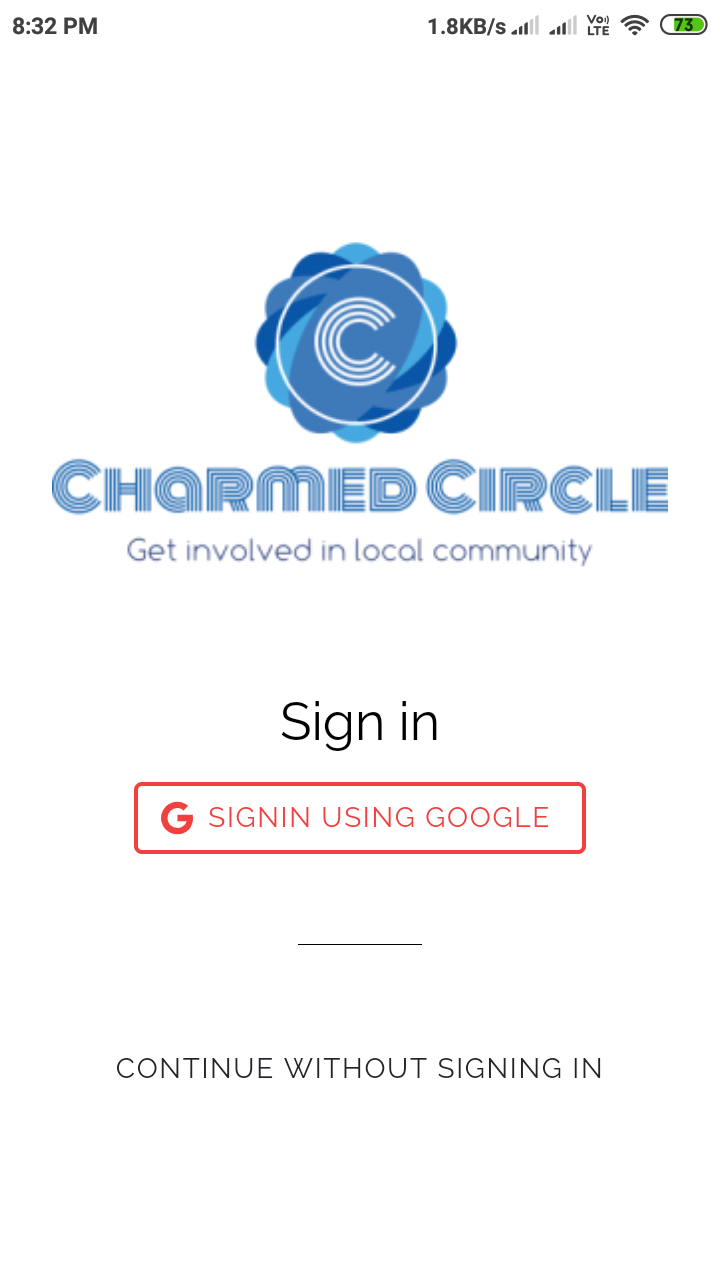 8:32 PM 1.8KB/s Vo) LTE 73
C
CHARMED CIRCLE
Get involved in local community
Sign in
G SIGNIN USING GOOGLE
CONTINUE WITHOUT SIGNING IN